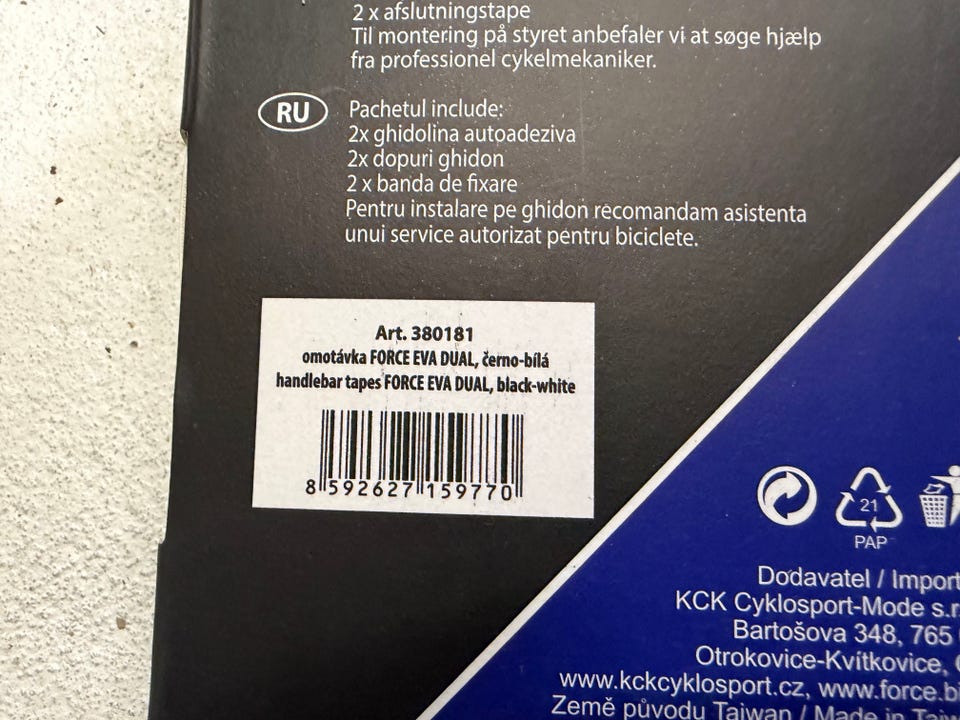 2 x afslutningstape
Til montering på styret anbefaler vi at søge hjælp
fra professionel cykelmekaniker.
RU
Pachetul include:
2x ghidolina autoadeziva
2x dopuri ghidon
2 x banda de fixare
Pentru instalare pe ghidon recomandam asistenta
unui service autorizat pentru biciclete.
Art. 380181
omotávka FORCE EVA DUAL, černo-bílá
handlebar tapes FORCE EVA DUAL, black-white
8 592627 159770
21
PAP
Dodavatel / Import
KCK Cyklosport-Mode s.r
Bartošova 348, 765
Otrokovice-Kvítkovice,
www.kckcyklosport.cz, www.force.bi
Země původu Taiwan / Made in